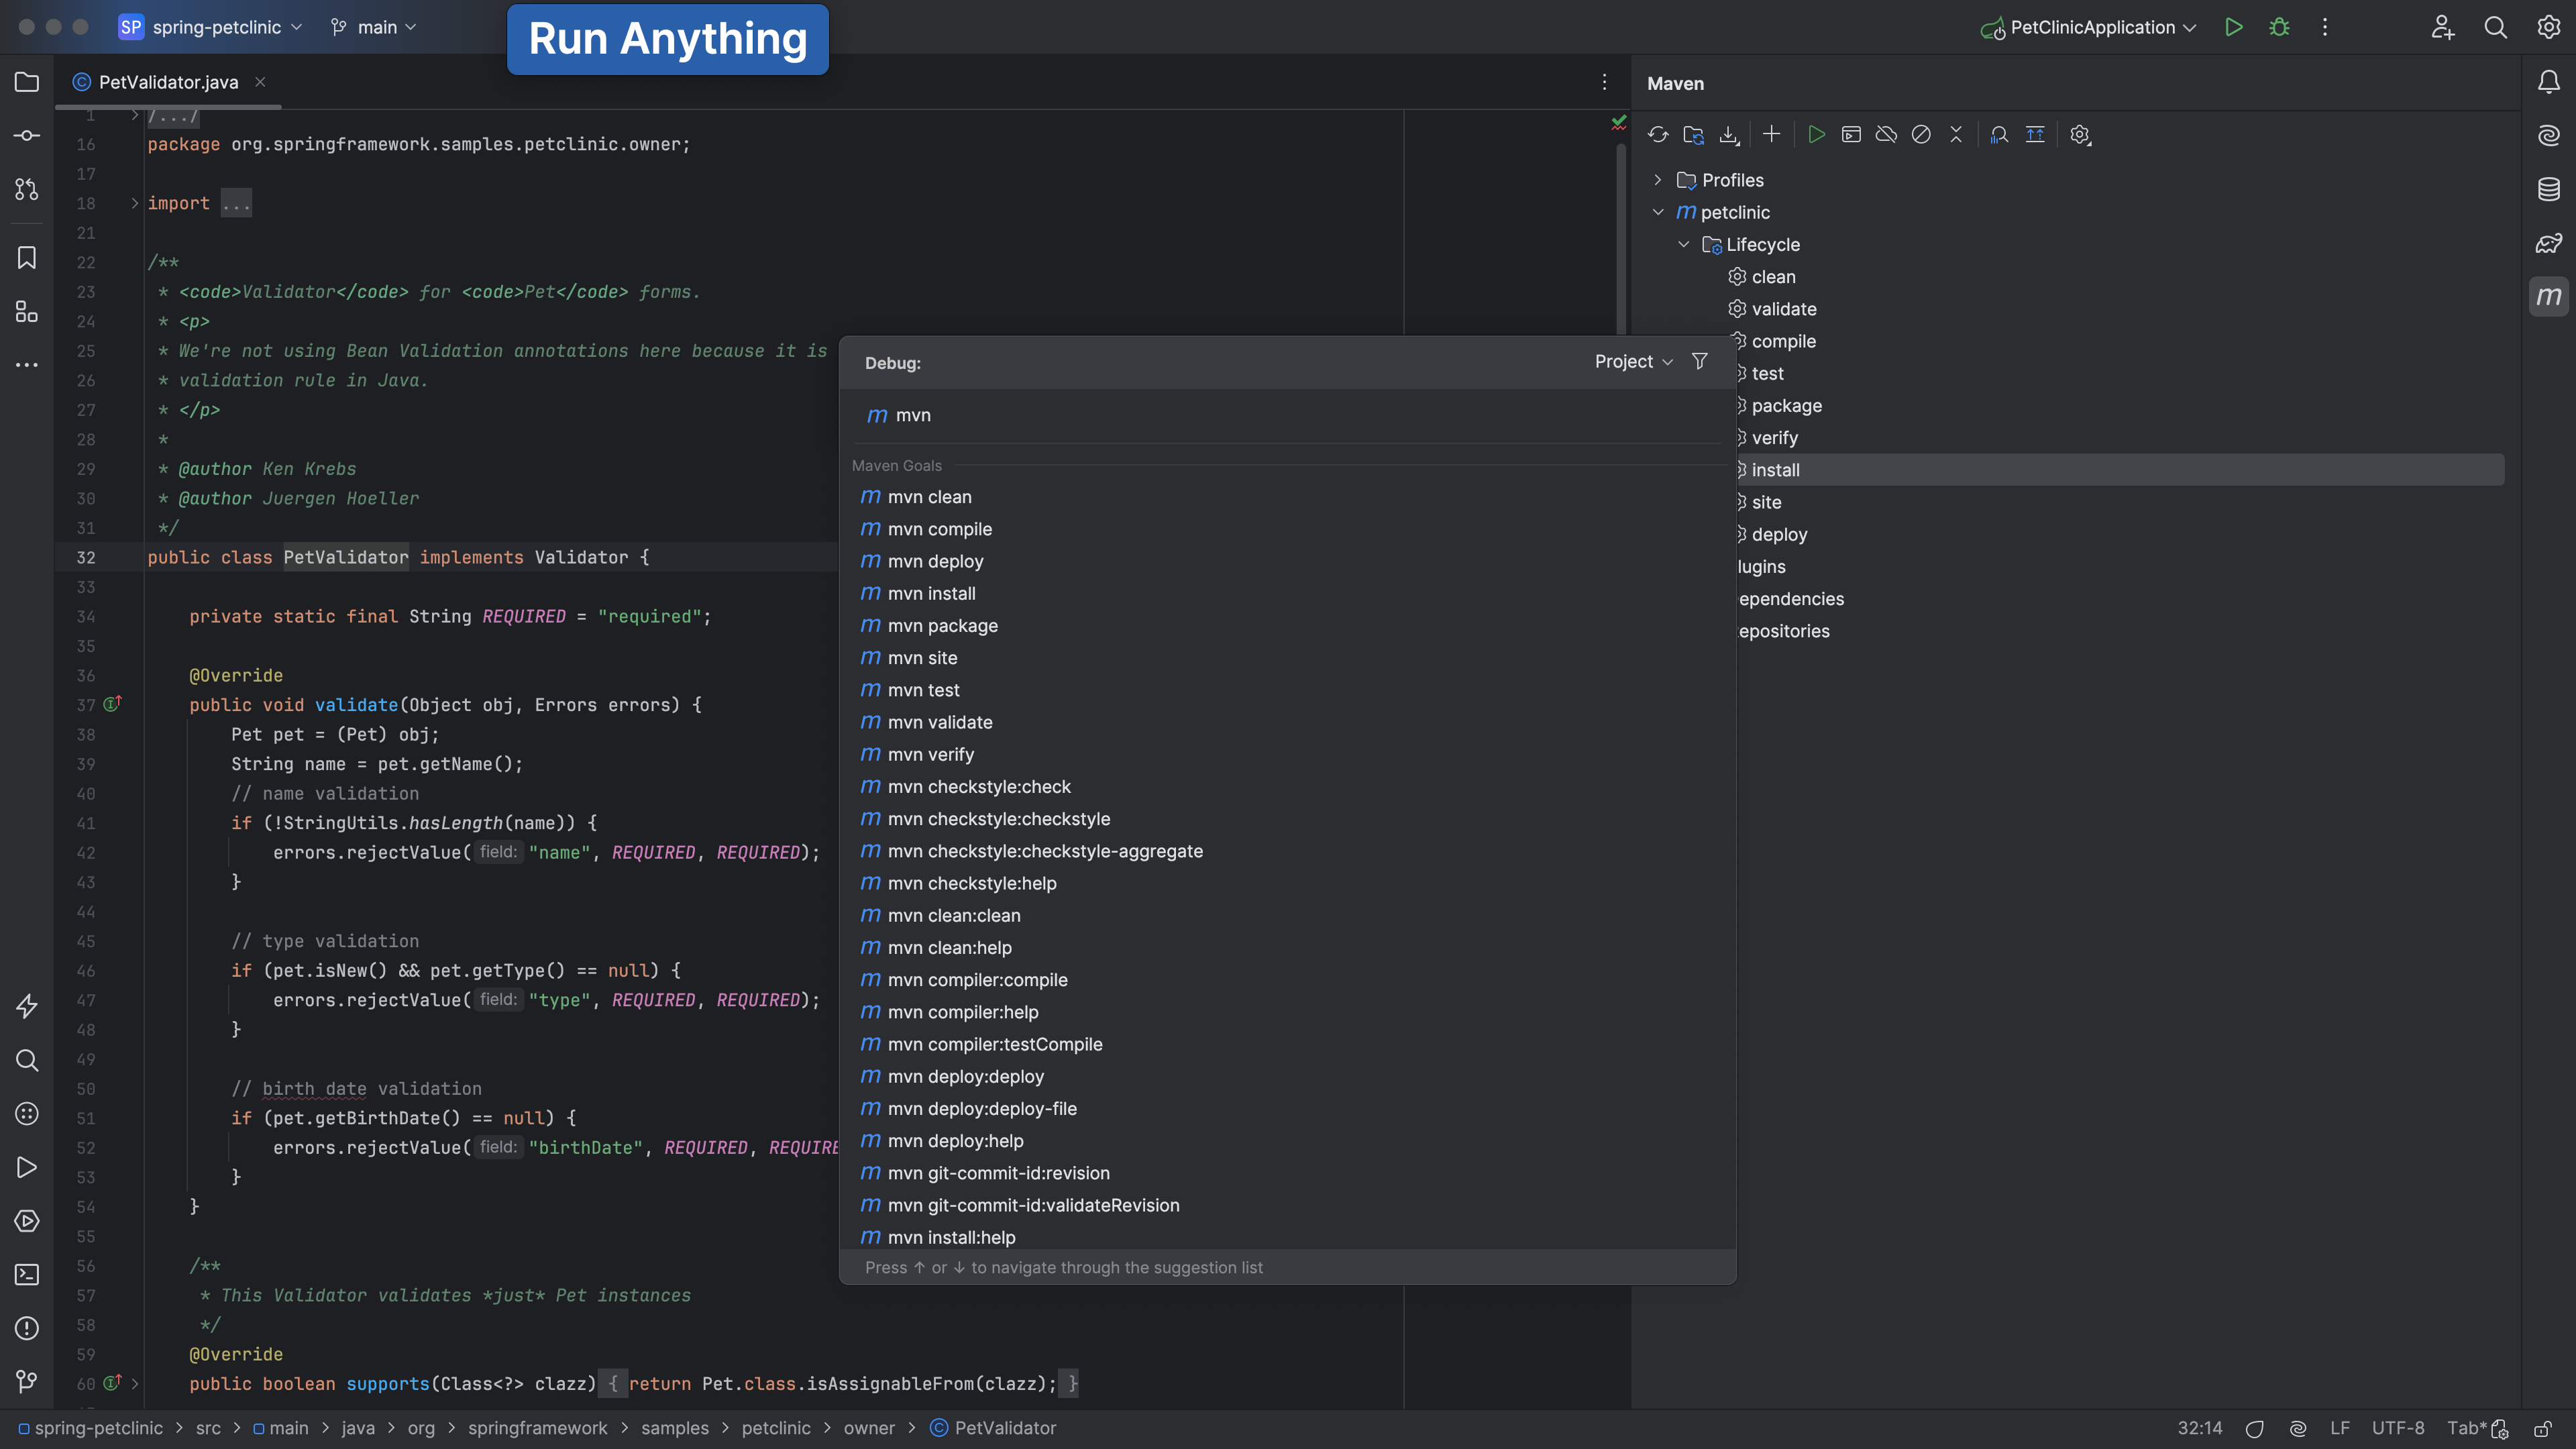 SP spring-petclinic main
Run Anything
PetClinicApplication
PetValidator.java
Maven
1 /.../
16 package org.springframework.samples.petclinic.owner;
17
18 import ...
21
22 /**
23 * <code>Validator</code> for <code>Pet</code> forms.
24 * <p>
25 * We're not using Bean Validation annotations here because it is
26 * validation rule in Java.
27 * </p>
28 *
29 * @author Ken Krebs
30 * @author Juergen Hoeller
31 */
32 public class PetValidator implements Validator {
33
34 private static final String REQUIRED = "required";
35
36 @Override
37 public void validate(Object obj, Errors errors) {
38 Pet pet = (Pet) obj;
39 String name = pet.getName();
40 // name validation
41 if (!StringUtils.hasLength(name)) {
42 errors.rejectValue( field: "name", REQUIRED, REQUIRED);
43 }
44
45 // type validation
46 if (pet.isNew() && pet.getType() == null) {
47 errors.rejectValue( field: "type", REQUIRED, REQUIRED);
48 }
49
50 // birth date validation
51 if (pet.getBirthDate() == null) {
52 errors.rejectValue( field: "birthDate", REQUIRED, REQUIRE
53 }
54 }
55
56 /**
57 * This Validator validates *just* Pet instances
58 */
59 @Override
60 public boolean supports(Class<?> clazz) { return Pet.class.isAssignableFrom(clazz); }
Debug: Project
m mvn
Maven Goals
m mvn clean
m mvn compile
m mvn deploy
m mvn install
m mvn package
m mvn site
m mvn test
m mvn validate
m mvn verify
m mvn checkstyle:check
m mvn checkstyle:checkstyle
m mvn checkstyle:checkstyle-aggregate
m mvn checkstyle:help
m mvn clean:clean
m mvn clean:help
m mvn compiler:compile
m mvn compiler:help
m mvn compiler:testCompile
m mvn deploy:deploy
m mvn deploy:deploy-file
m mvn deploy:help
m mvn git-commit-id:revision
m mvn git-commit-id:validateRevision
m mvn install:help
Press ↑ or ↓ to navigate through the suggestion list
Profiles
m petclinic
Lifecycle
clean
validate
compile
test
package
verify
install
site
deploy
lugins
ependencies
epositories
m
spring-petclinic > src > main > java > org > springframework > samples > petclinic > owner > PetValidator
32:14 LF UTF-8 Tab*